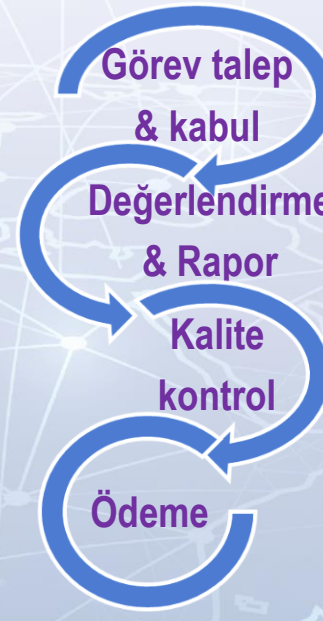 Görev talep
& kabul
Değerlendirme
& Rapor
Kalite
kontrol
Ödeme